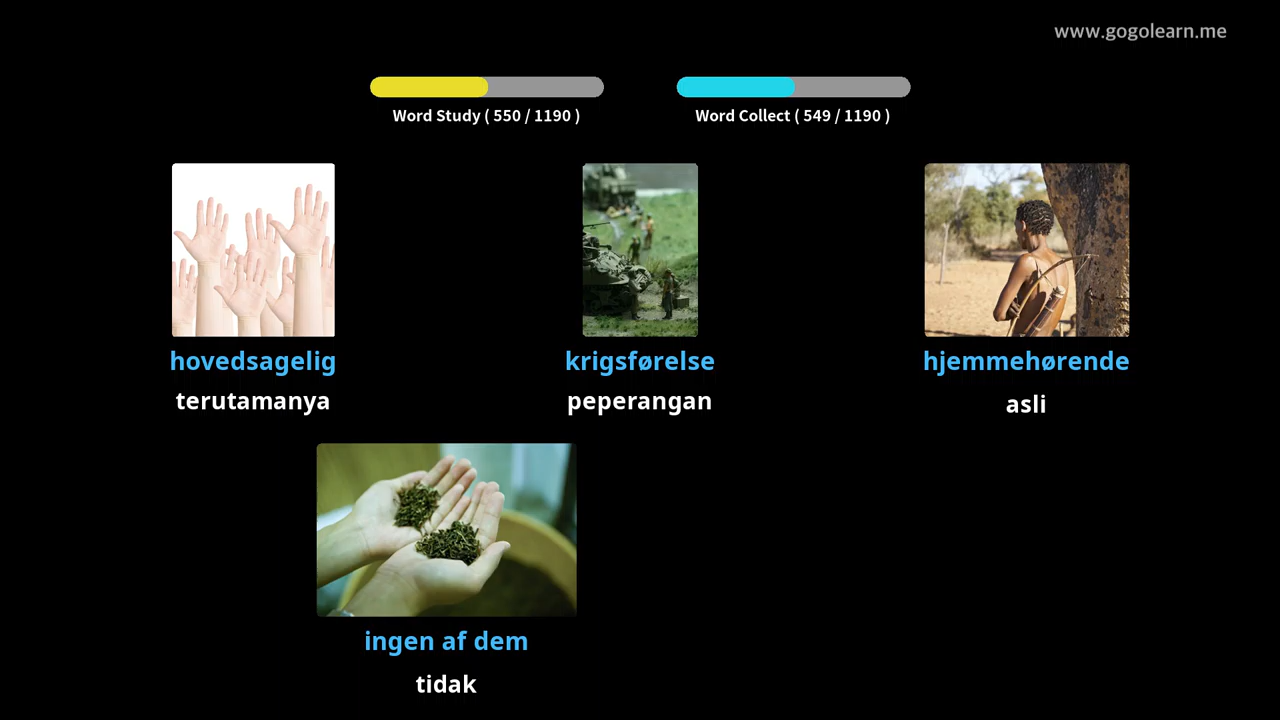 www.gogolearn.me
Word Study ( 550 / 1190 )
Word Collect ( 549 / 1190 )
hovedsagelig
terutamanya
krigsførelse
peperangan
hjemmehørende
asli
ingen af dem
tidak